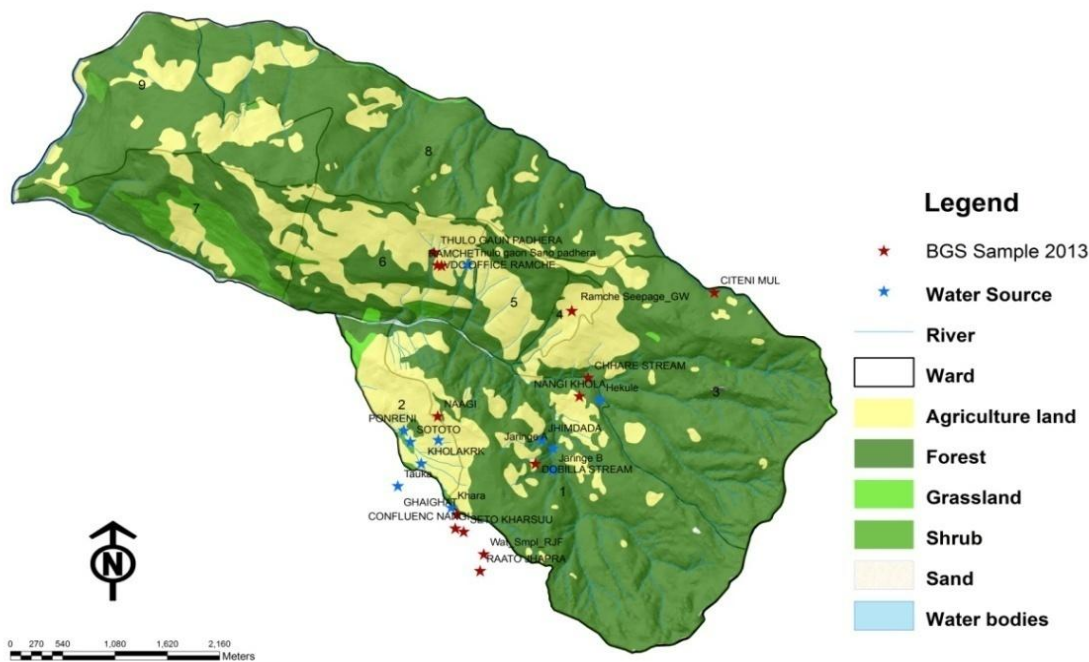 9
8
7
THULO GAUN PADHERA
RAMCHE
Thulo gaon Sano padhera
6
VDC OFFICE RAMCHE
CITENI MUL
5
Ramche Seepage_GW
4
CHHARE STREAM
NANGI KHOLA
Hekule
3
2
NAAGI
PONRENI
SOTOTO
JHIMDADA
Jaringe A
KHOLAKRK
Jaringe B
DOBILLA STREAM
Tauka
1
Khara
GHAIGHAT
CONFLUENC NANGI
SETO KHARSUU
Wat_Smpl_RJF
RAATO JHAPRA
Legend
BGS Sample 2013
Water Source
River
Ward
Agriculture land
Forest
Grassland
Shrub
Sand
Water bodies
N
0 270 540 1,080 1,620 2,160
Meters